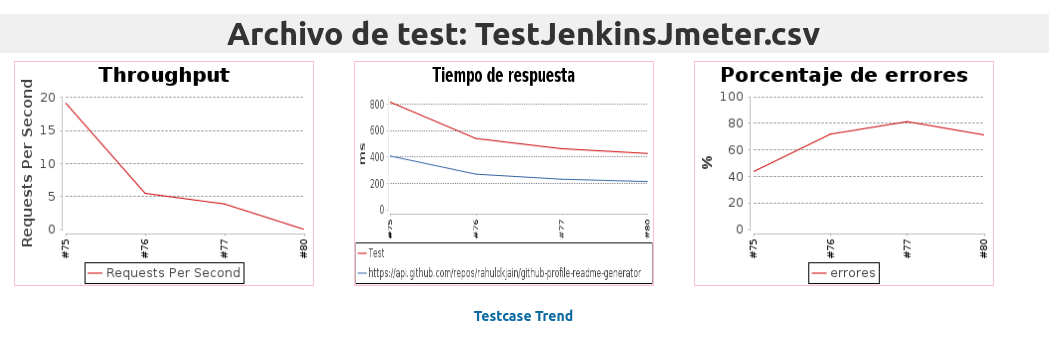 Archivo de test: TestJenkinsJmeter.csv
Throughput
Requests Per Second
20
15
10
5
0
#75
#76
#77
#80
Requests Per Second
Tiempo de respuesta
ms
800
600
400
200
0
#75
#76
#77
#80
Test
https://api.github.com/repos/rahuldkjain/github-profile-readme-generator
Porcentaje de errores
%
100
80
60
40
20
0
#75
#76
#77
#80
errores
Testcase Trend